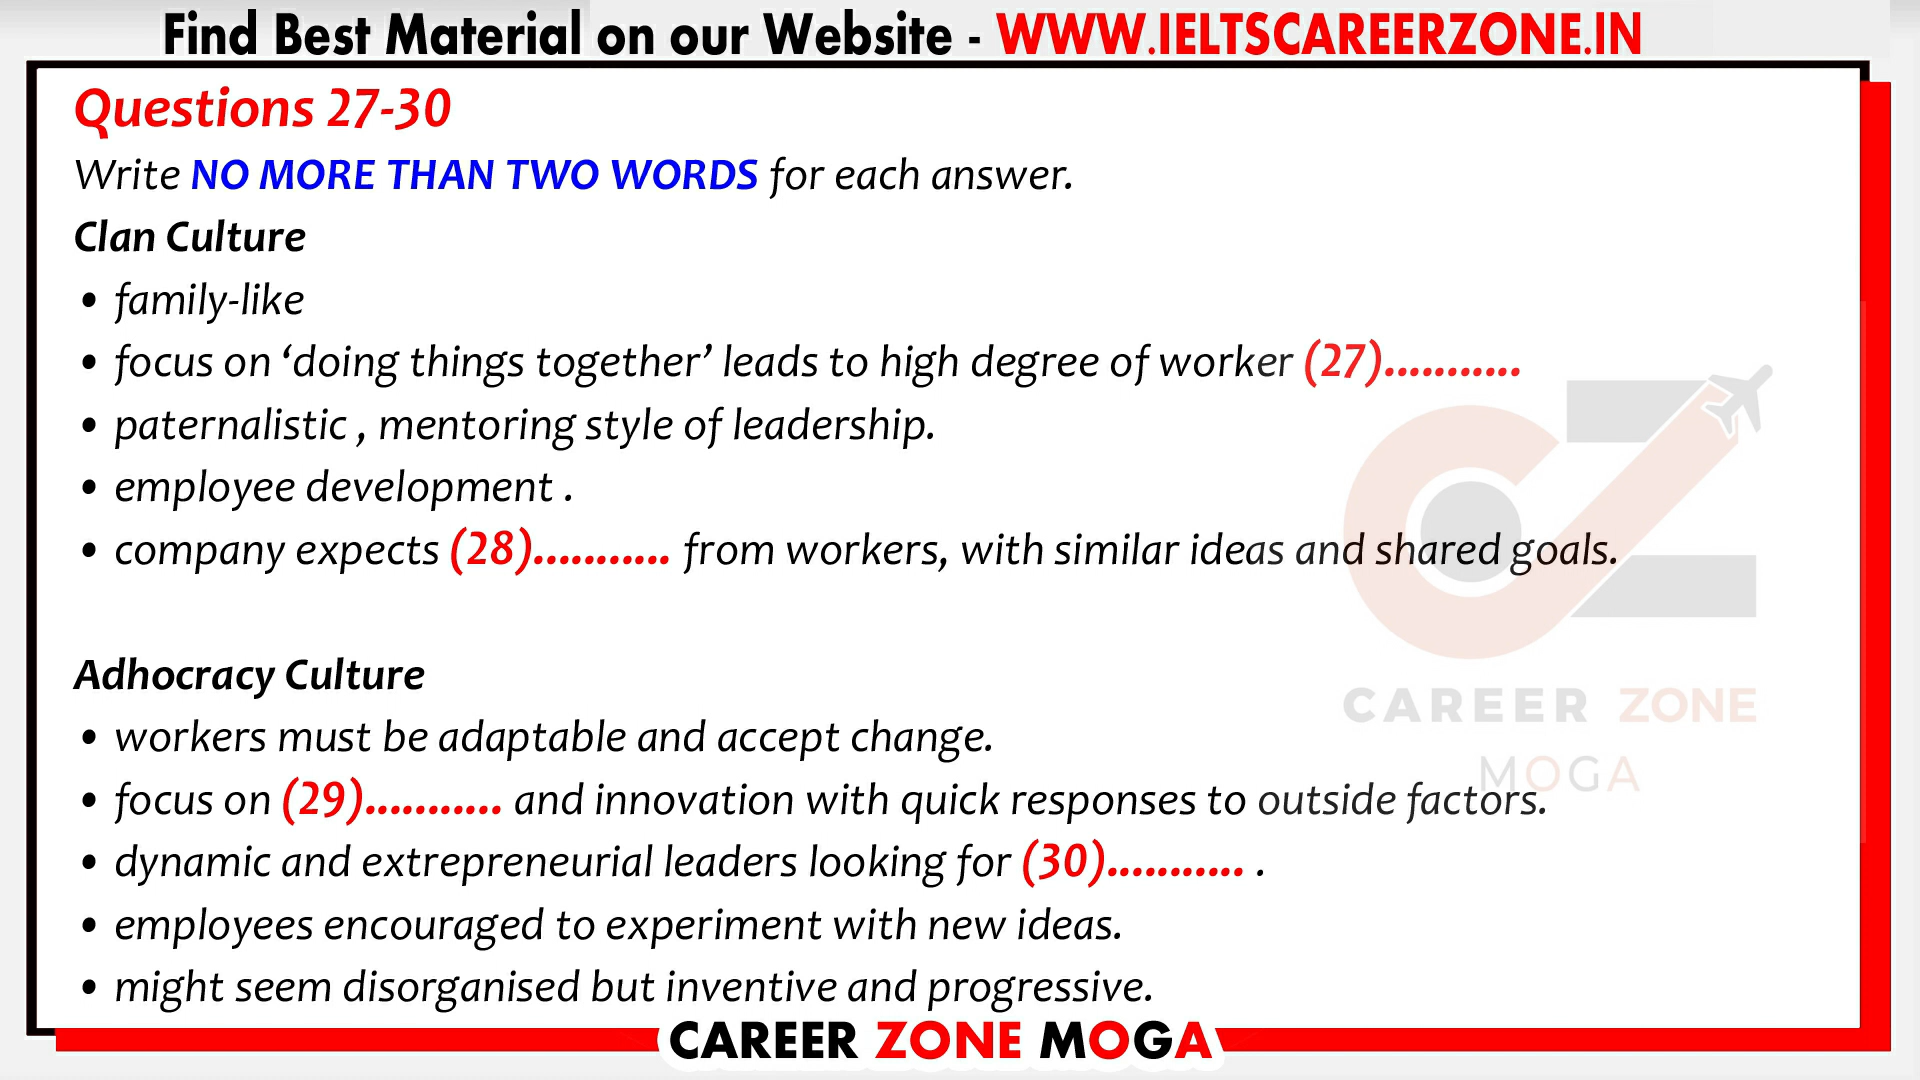 Find Best Material on our Website - WWW.IELTSCAREERZONE.IN
Questions 27-30
Write NO MORE THAN TWO WORDS for each answer.
Clan Culture
• family-like
• focus on ‘doing things together’ leads to high degree of worker (27)...........
• paternalistic , mentoring style of leadership.
• employee development .
• company expects (28)........... from workers, with similar ideas and shared goals.
Adhocracy Culture
• workers must be adaptable and accept change.
• focus on (29)........... and innovation with quick responses to outside factors.
• dynamic and extrepreneurial leaders looking for (30)........... .
• employees encouraged to experiment with new ideas.
• might seem disorganised but inventive and progressive.
CZ
CAREER ZONE
MOGA
CAREER ZONE MOGA